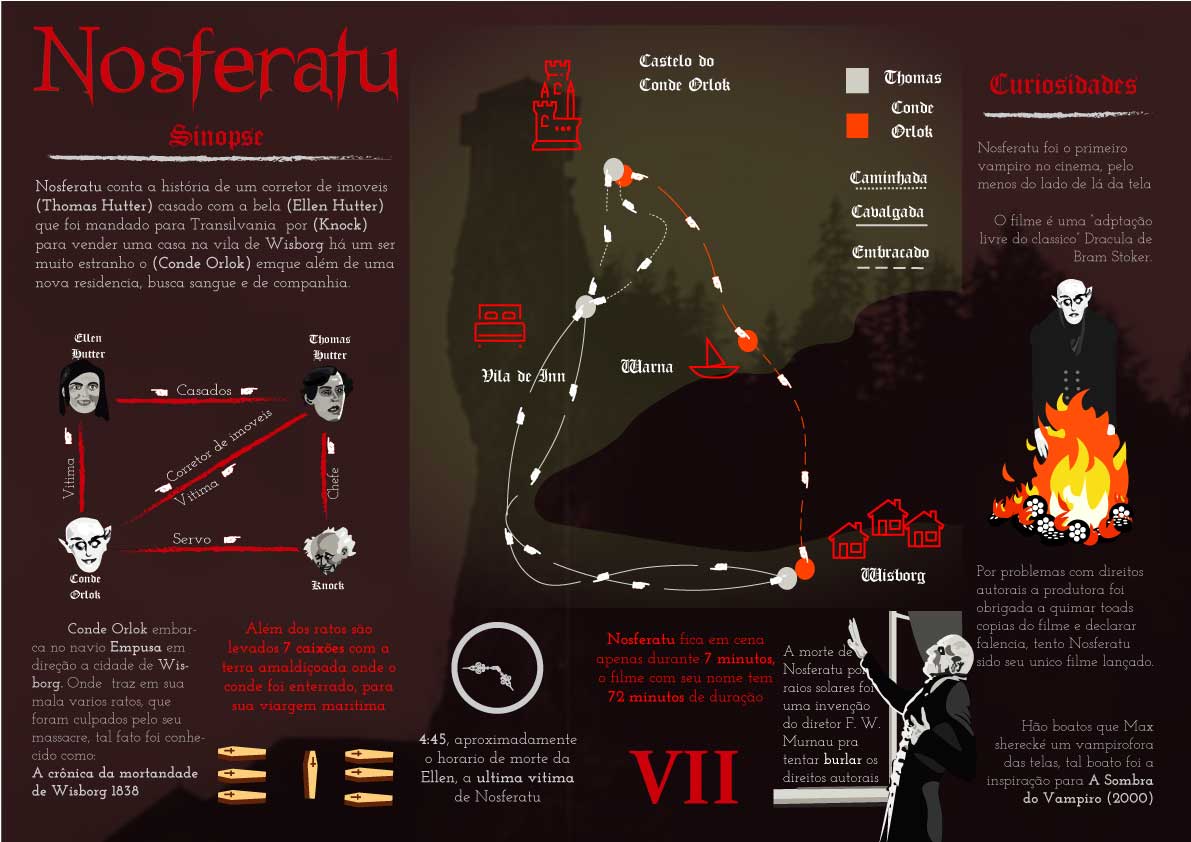 Nosferatu
Sinopse
Nosferatu conta a história de um corretor de imoveis
(Thomas Hutter) casado com a bela (Ellen Hutter)
que foi mandado para Transilvania por (Knock)
para vender uma casa na vila de Wisborg há um ser
muito estranho o (Conde Orlok) emque além de uma
nova residencia, busca sangue e de companhia.
Ellen
Hutter
Thomas
Hutter
Casados
Corretor de imoveis
Vitima
Vitima
Chefe
Servo
Conde
Orlok
Knock
Conde Orlok embar-
ca no navio Empusa em
direção a cidade de Wis-
borg. Onde traz em sua
mala varios ratos, que
foram culpados pelo seu
massacre, tal fato foi conhe-
cido como:
A crônica da mortandade
de Wisborg 1838
Além dos ratos são
levados 7 caixões com a
terra amaldiçoada onde o
conde foi enterrado, para
sua viargem maritima
Castelo do
Conde Orlok
Thomas
Conde
Orlok
Caminhada
Cavalgada
Embracado
Vila de Inn
Warna
Wisborg
4:45, aproximadamente
o horario de morte da
Ellen, a ultima vitima
de Nosferatu
Nosferatu fica em cena
apenas durante 7 minutos,
o filme com seu nome tem
72 minutos de duração
VII
A morte de
Nosferatu por
raios solares foi
uma invenção
do diretor F. W.
Murnau pra
tentar burlar os
direitos autorais
Curiosidades
Nosferatu foi o primeiro
vampiro no cinema, pelo
menos do lado de lá da tela
O filme é uma "adptação
livre do classico" Dracula de
Bram Stoker.
Por problemas com direitos
autorais a produtora foi
obrigada a quimar toads
copias do filme e declarar
falencia, tento Nosferatu
sido seu unico filme lançado.
Hão boatos que Max
sherecké um vampirofora
das telas, tal boato foi a
inspiração para A Sombra
do Vampiro (2000)